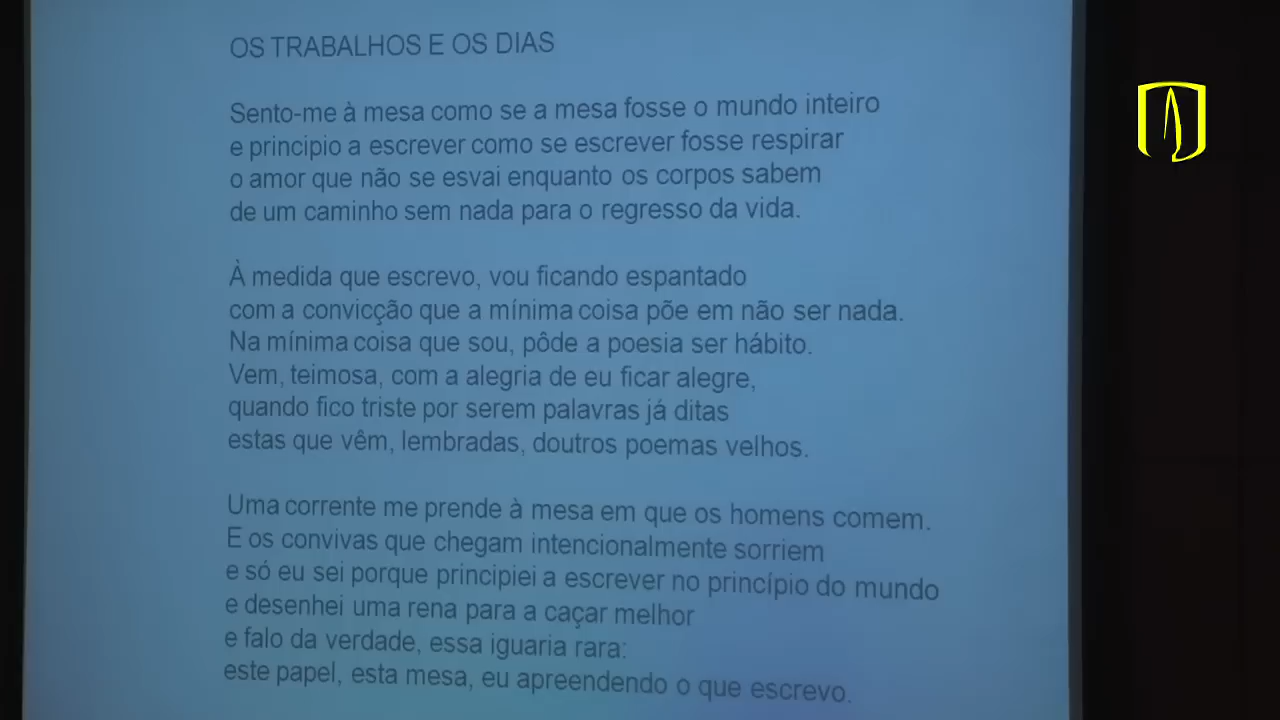 OS TRABALHOS E OS DIAS
Sento-me à mesa como se a mesa fosse o mundo inteiro
e principio a escrever como se escrever fosse respirar
o amor que não se esvai enquanto os corpos sabem
de um caminho sem nada para o regresso da vida.
À medida que escrevo, vou ficando espantado
com a convicção que a mínima coisa põe em não ser nada.
Na mínima coisa que sou, pôde a poesia ser hábito.
Vem, teimosa, com a alegria de eu ficar alegre,
quando fico triste por serem palavras já ditas
estas que vêm, lembradas, doutros poemas velhos.
Uma corrente me prende à mesa em que os homens comem.
E os convivas que chegam intencionalmente sorriem
e só eu sei porque principiei a escrever no princípio do mundo
e desenhei uma rena para a caçar melhor
e falo da verdade, essa iguaria rara:
este papel, esta mesa, eu apreendendo o que escrevo.